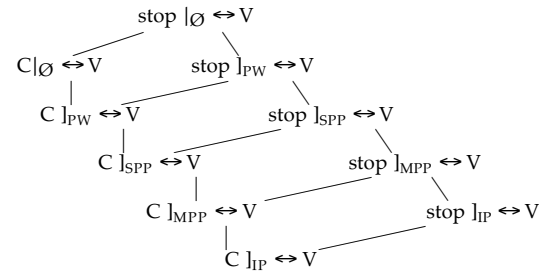 stop |Ø ↔ V
C|Ø ↔ V stop ]PW ↔ V
C ]PW ↔ V stop ]SPP ↔ V
C ]SPP ↔ V stop ]MPP ↔ V
C ]MPP ↔ V stop ]IP ↔ V
C ]IP ↔ V